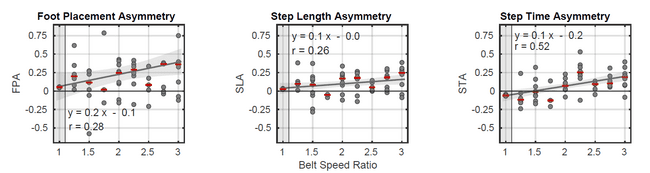 Foot Placement Asymmetry
0.75
0.5
0.25
0
-0.25
-0.5
FPA
y = 0.2 x - 0.1
r = 0.28
1 1.5 2 2.5 3
Step Length Asymmetry
0.75
0.5
0.25
0
-0.25
-0.5
SLA
y = 0.1 x - 0.0
r = 0.26
1 1.5 2 2.5 3
Belt Speed Ratio
Step Time Asymmetry
0.75
0.5
0.25
0
-0.25
-0.5
STA
y = 0.1 x - 0.2
r = 0.52
1 1.5 2 2.5 3